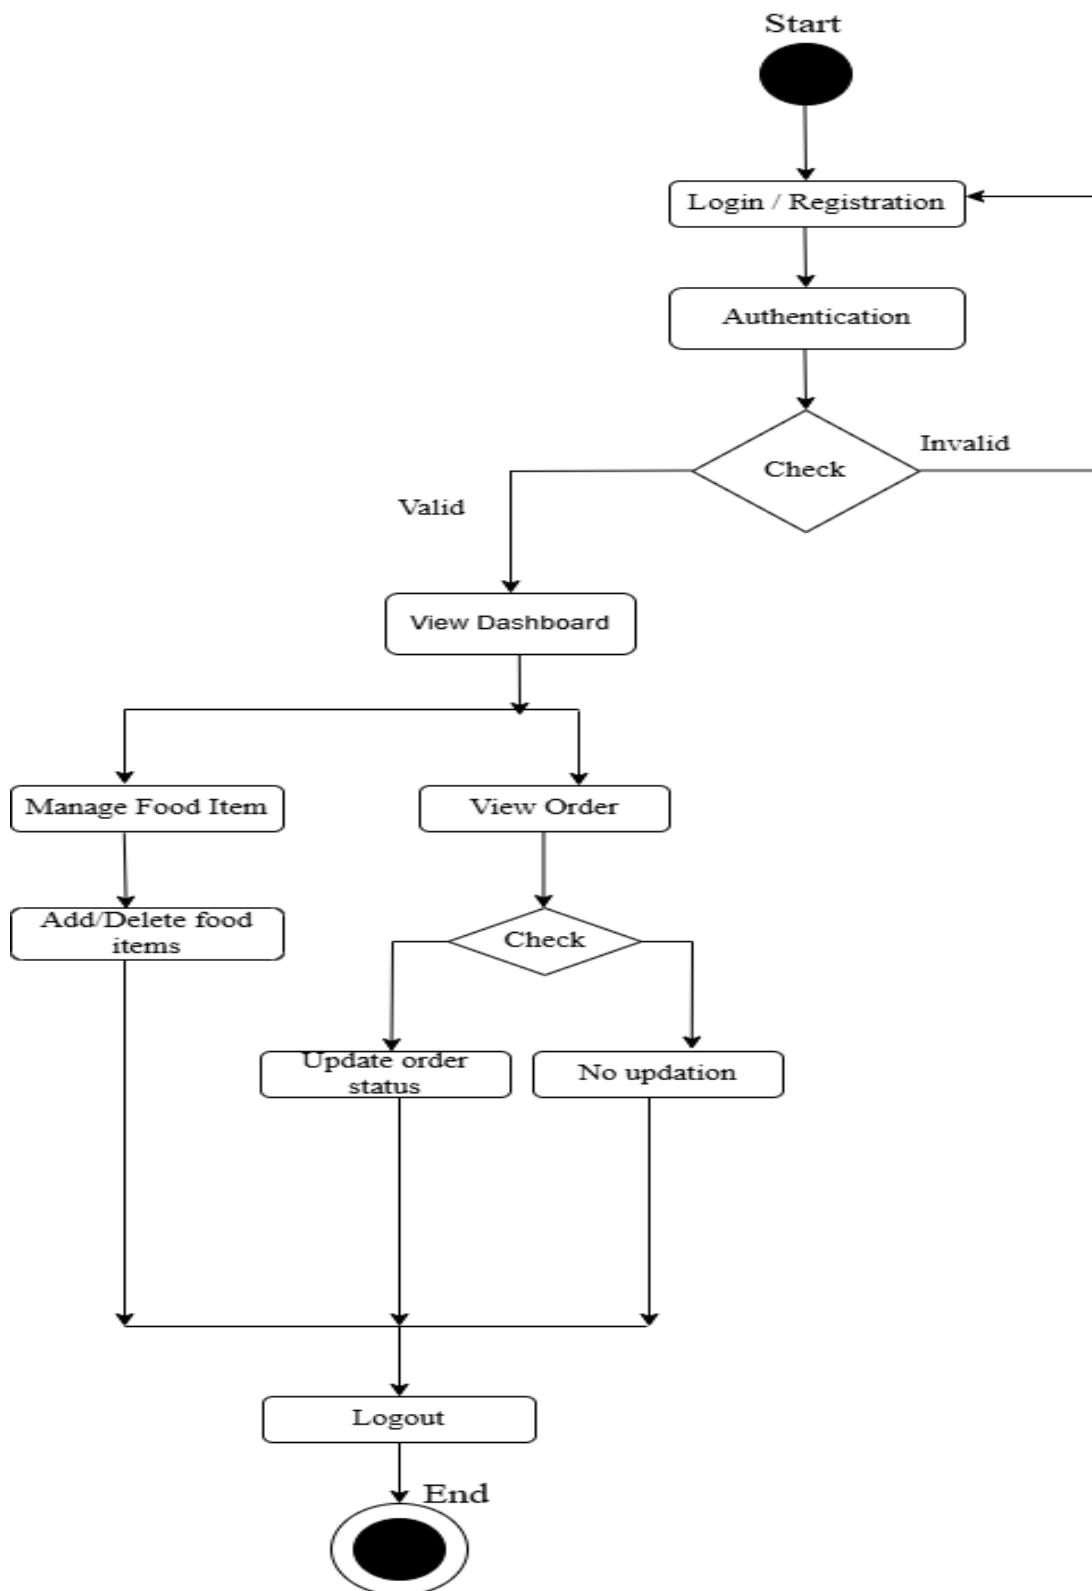 Start
Login / Registration
Authentication
Check
Invalid
Valid
View Dashboard
Manage Food Item
View Order
Add/Delete food
items
Check
Update order
status
No updation
Logout
End